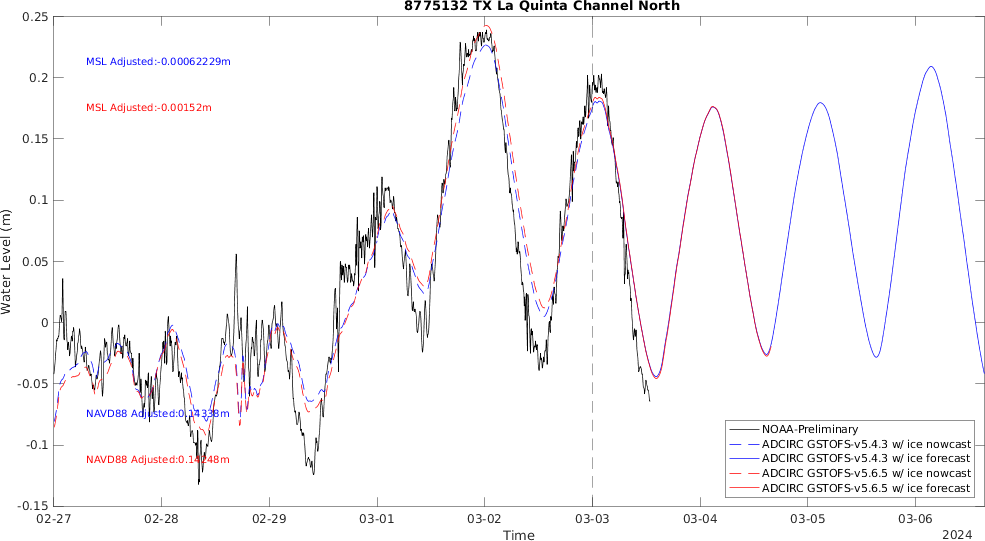 8775132 TX La Quinta Channel North
0.25
0.2
0.15
0.1
0.05
0
-0.05
-0.1
-0.15
Water Level (m)
MSL Adjusted:-0.00062229m
MSL Adjusted:-0.00152m
NAVD88 Adjusted:0.14338m
NAVD88 Adjusted:0.14248m
NOAA-Preliminary
ADCIRC GSTOFS-v5.4.3 w/ ice nowcast
ADCIRC GSTOFS-v5.4.3 w/ ice forecast
ADCIRC GSTOFS-v5.6.5 w/ ice nowcast
ADCIRC GSTOFS-v5.6.5 w/ ice forecast
02-27 02-28 02-29 03-01 03-02 03-03 03-04 03-05 03-06
Time
2024